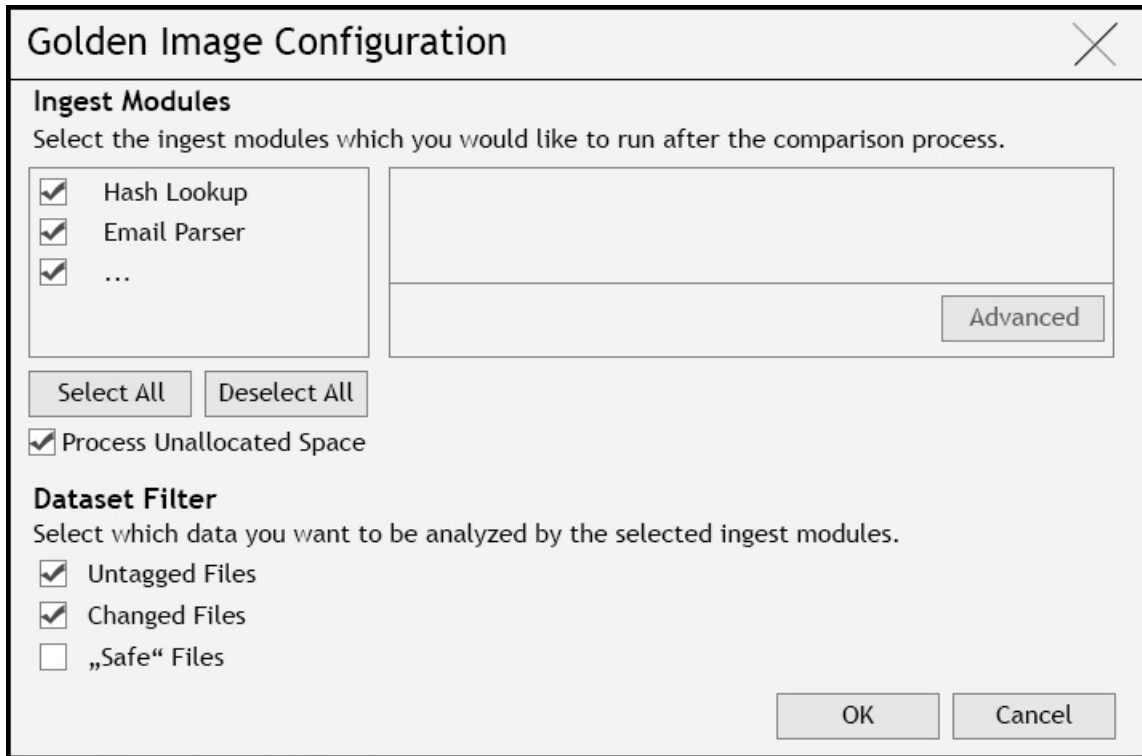 Golden Image Configuration
Ingest Modules
Select the ingest modules which you would like to run after the comparison process.
Hash Lookup
Email Parser
...
Advanced
Select All
Deselect All
Process Unallocated Space
Dataset Filter
Select which data you want to be analyzed by the selected ingest modules.
Untagged Files
Changed Files
„Safe“ Files
OK
Cancel